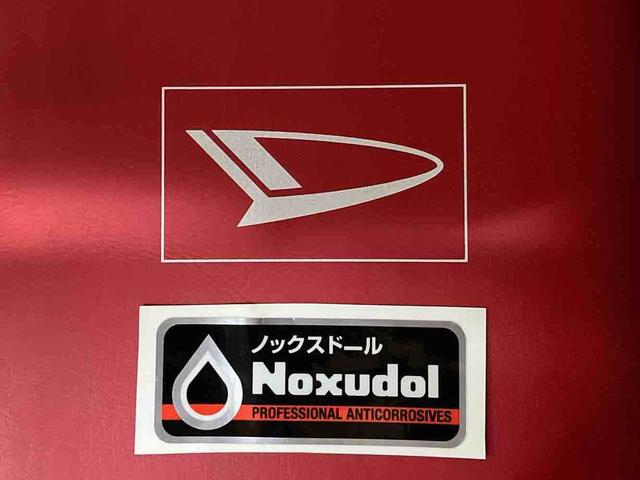 ノックスドール
Noxudol
PROFESSIONAL ANTICORROSIVES